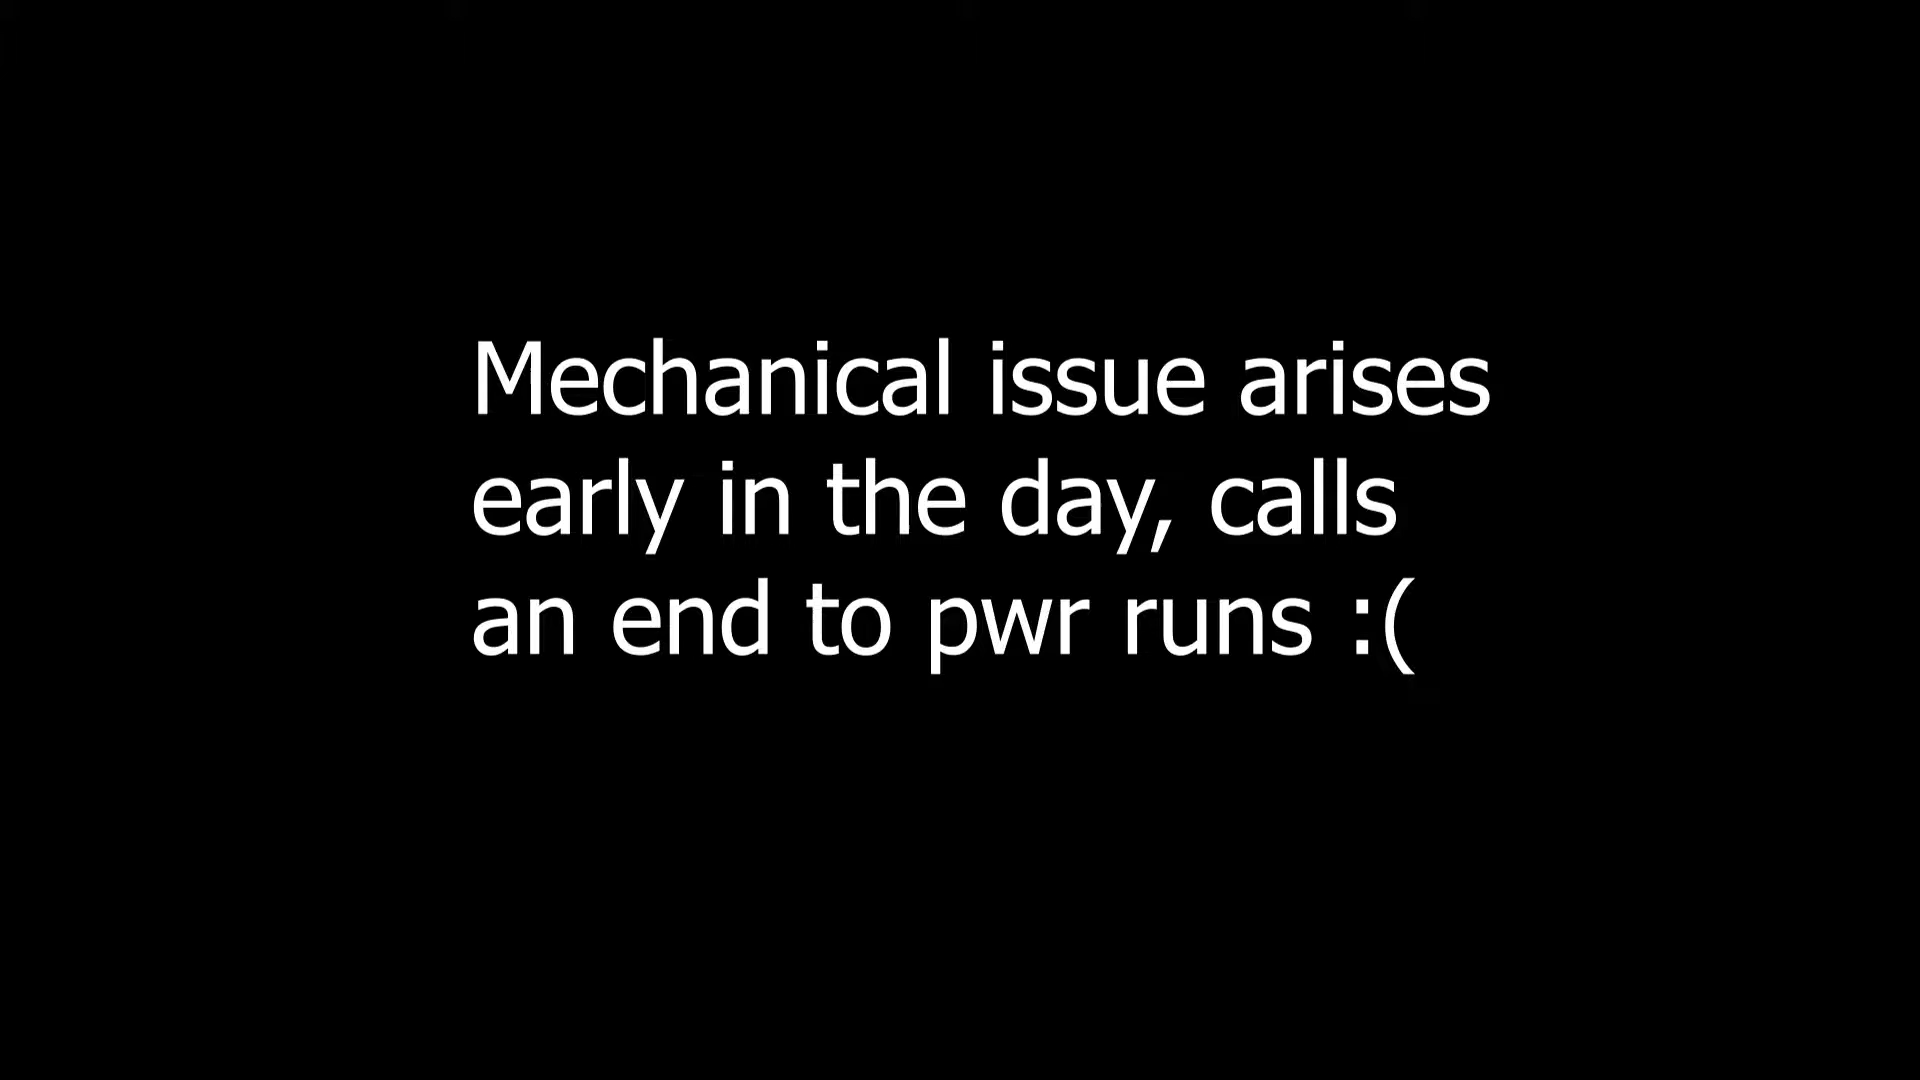 Mechanical issue arises
early in the day, calls
an end to pwr runs :(